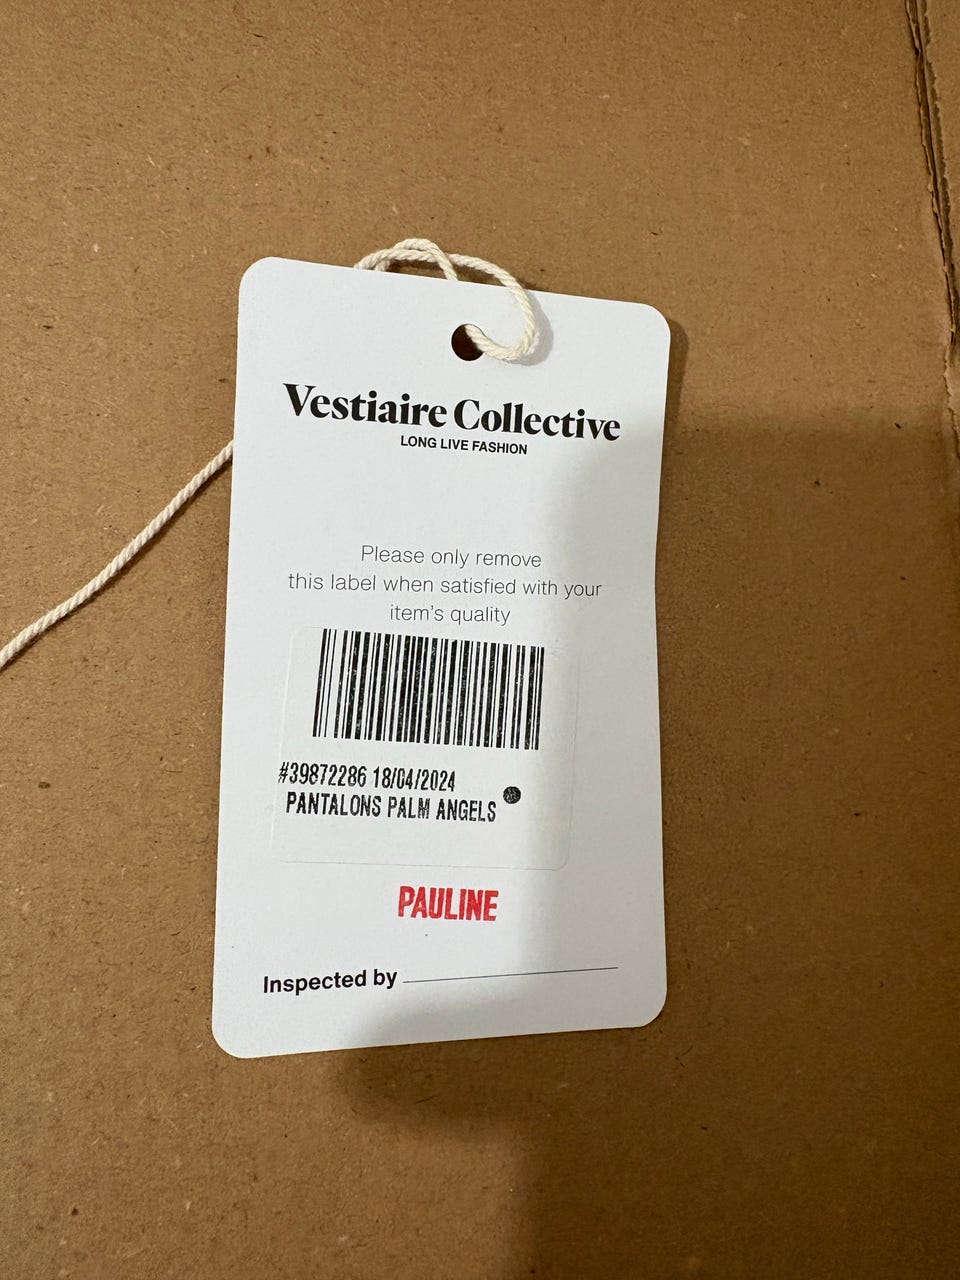 Vestiaire Collective
LONG LIVE FASHION
Please only remove
this label when satisfied with your
item's quality
#39872286 18/04/2024
PANTALONS PALM ANGELS
PAULINE
Inspected by